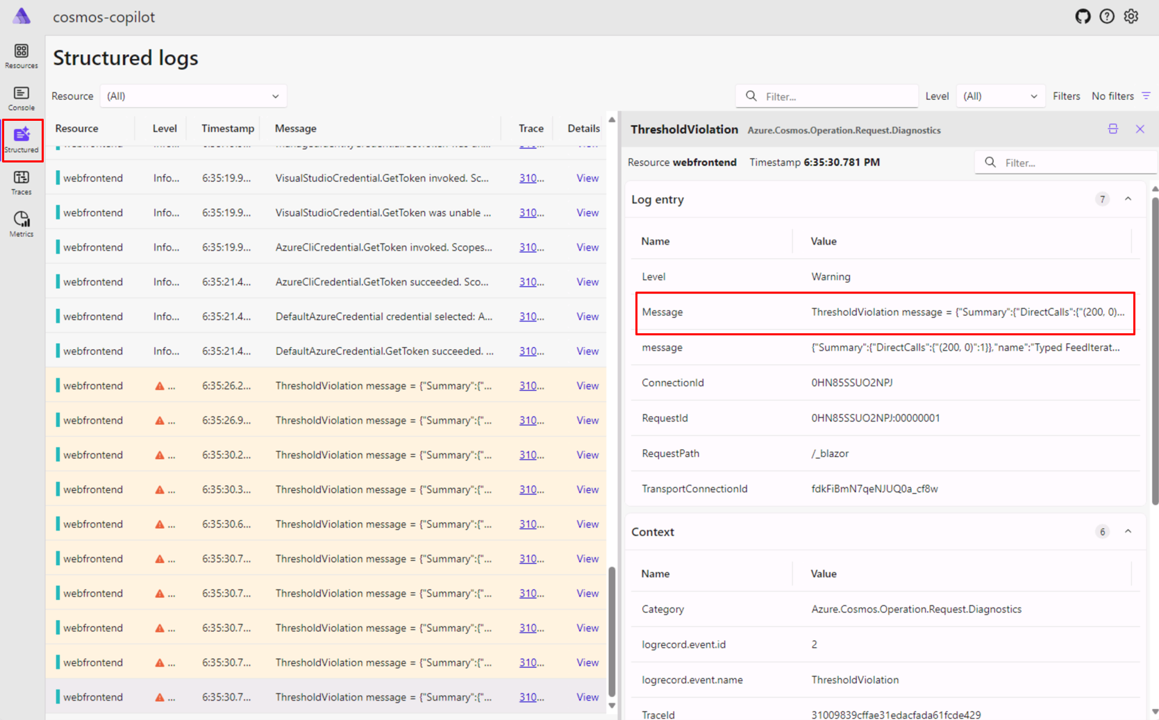 cosmos-copilot
Resources
Console
Structured
Traces
Metrics
Structured logs
Resource (All) Filter... Level (All) Filters No filters
Resource Level Timestamp Message Trace Details
webfrontend Info... 6:35:19.9... VisualStudioCredential.GetToken invoked. Sc... 310... View
webfrontend Info... 6:35:19.9... VisualStudioCredential.GetToken was unable ... 310... View
webfrontend Info... 6:35:19.9... AzureCliCredential.GetToken invoked. Scopes... 310... View
webfrontend Info... 6:35:21.4... AzureCliCredential.GetToken succeeded. Sco... 310... View
webfrontend Info... 6:35:21.4... DefaultAzureCredential credential selected: A... 310... View
webfrontend Info... 6:35:21.4... DefaultAzureCredential.GetToken succeeded. ... 310... View
webfrontend ... 6:35:26.2... ThresholdViolation message = {"Summary":{"... 310... View
webfrontend ... 6:35:26.9... ThresholdViolation message = {"Summary":{"... 310... View
webfrontend ... 6:35:30.2... ThresholdViolation message = {"Summary":{"... 310... View
webfrontend ... 6:35:30.3... ThresholdViolation message = {"Summary":{"... 310... View
webfrontend ... 6:35:30.6... ThresholdViolation message = {"Summary":{"... 310... View
webfrontend ... 6:35:30.7... ThresholdViolation message = {"Summary":{"... 310... View
webfrontend ... 6:35:30.7... ThresholdViolation message = {"Summary":{"... 310... View
webfrontend ... 6:35:30.7... ThresholdViolation message = {"Summary":{"... 310... View
webfrontend ... 6:35:30.7... ThresholdViolation message = {"Summary":{"... 310... View
webfrontend ... 6:35:30.7... ThresholdViolation message = {"Summary":{"... 310... View
ThresholdViolation Azure.Cosmos.Operation.Request.Diagnostics
Resource webfrontend Timestamp 6:35:30.781 PM Filter...
Log entry 7
Name Value
Level Warning
Message ThresholdViolation message = {"Summary":{"DirectCalls":{"(200, 0)...
message {"Summary":{"DirectCalls":{"(200, 0)":1}},"name":"Typed FeedIterat...
ConnectionId 0HN85SSUO2NPJ
RequestId 0HN85SSUO2NPJ:00000001
RequestPath /_blazor
TransportConnectionId fdkFiBmN7qeNJUQ0a_cf8w
Context 6
Name Value
Category Azure.Cosmos.Operation.Request.Diagnostics
logrecord.event.id 2
logrecord.event.name ThresholdViolation
TraceId 31009839cffae31edacfada61fcde429